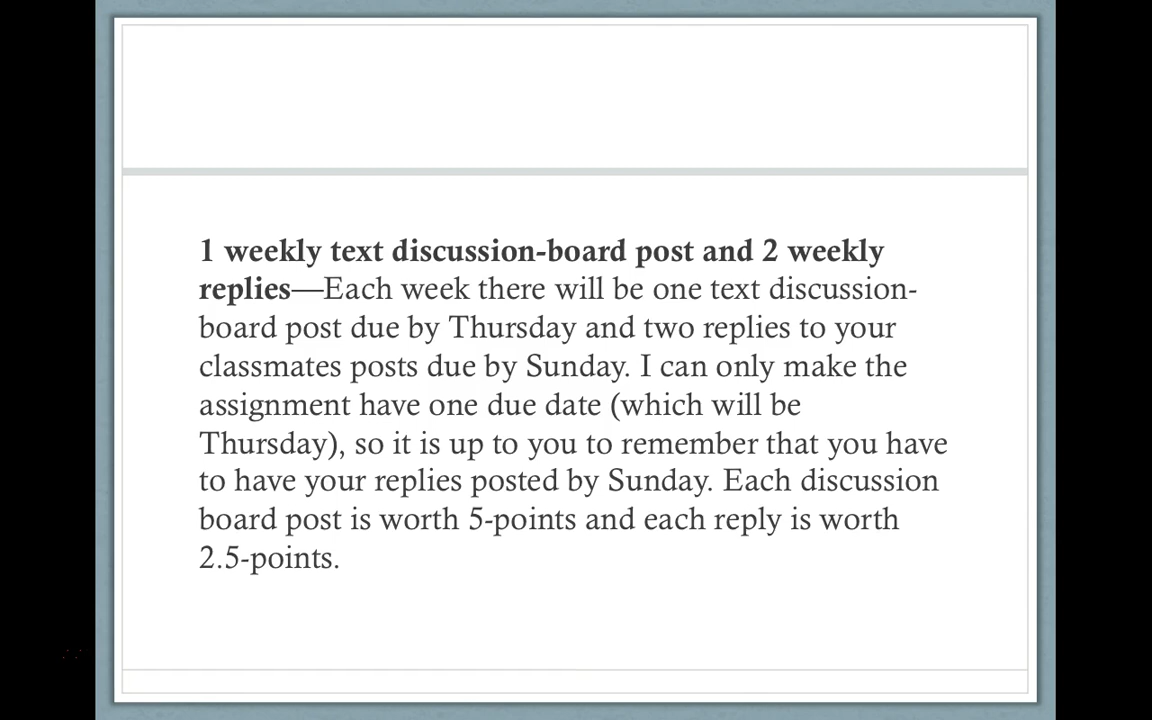 1 weekly text discussion-board post and 2 weekly
replies—Each week there will be one text discussion-
board post due by Thursday and two replies to your
classmates posts due by Sunday. I can only make the
assignment have one due date (which will be
Thursday), so it is up to you to remember that you have
to have your replies posted by Sunday. Each discussion
board post is worth 5-points and each reply is worth
2.5-points.